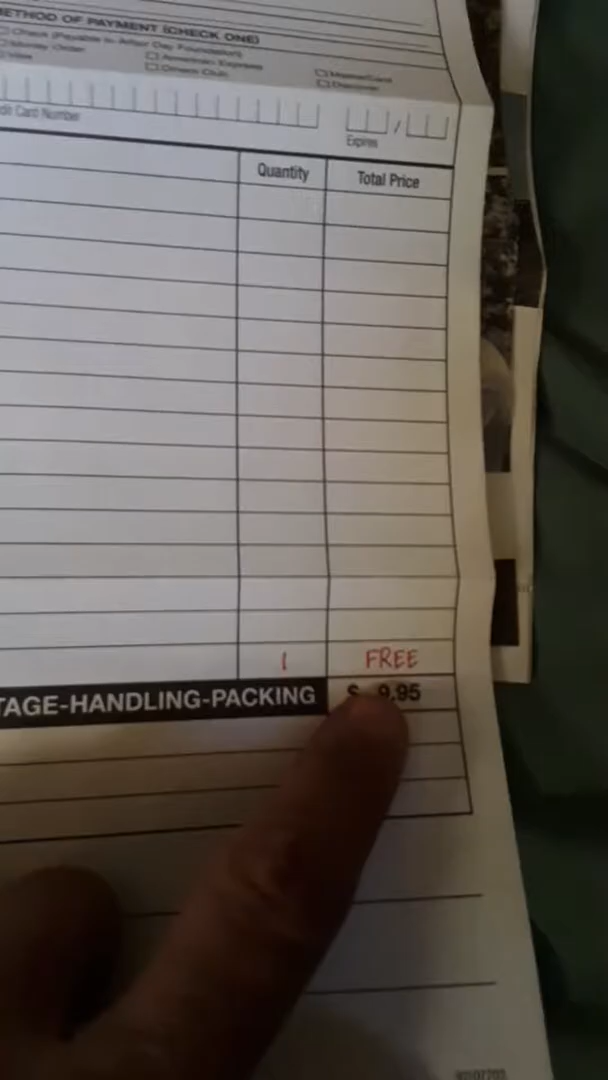 METHOD OF PAYMENT (CHECK ONE)
Check (Payable to Arbor Day Foundation)
Money Order
American Express
MasterCard
Visa
Diners Club
Discover
dit Card Number
/
Expires
Quantity
Total Price
1
FREE
TAGE-HANDLING-PACKING
$ 9.95